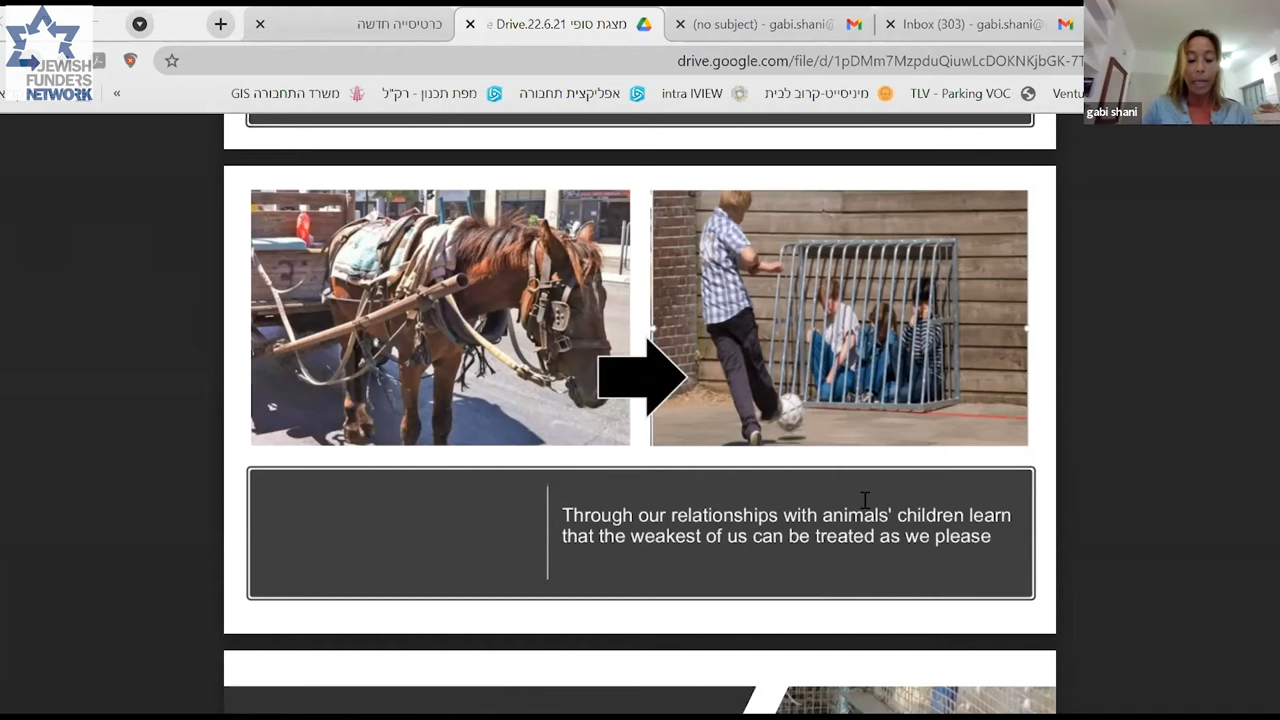 JEWISH
FUNDERS
NETWORK
כרטיסייה חדשה
מצגת סופי 22.6.21.Drive
(no subject) - gabi.shani@
Inbox (303) - gabi.shani@
drive.google.com/file/d/1pDMm7MzpduQiuwLcDOKNKjbGK-7T
«
משרד התחבורה GIS
מפת תכנון - רק"ל
אפליקצית תחבורה
intra IVIEW
מיניסייט-קרוב לבית
TLV - Parking VOC
Ventu
gabi shani
Through our relationships with animals' children learn
that the weakest of us can be treated as we please